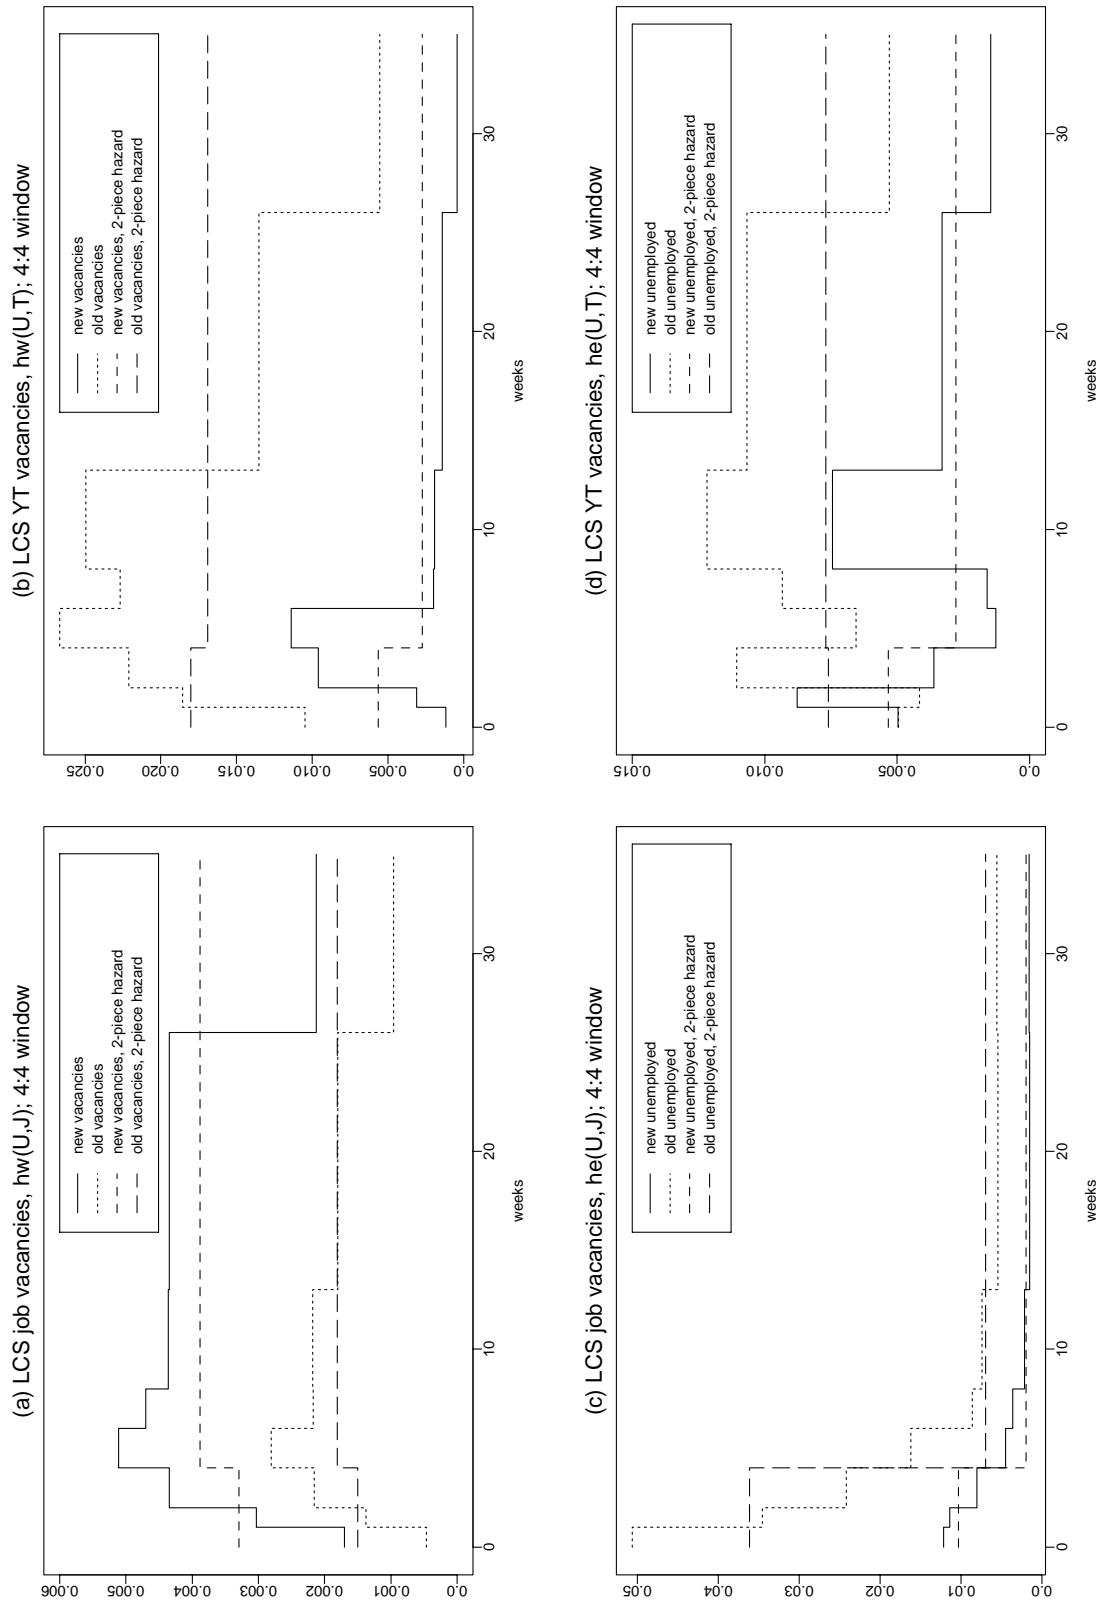 (a) LCS job vacancies, hw(U,J); 4:4 window
0.0 0.001 0.002 0.003 0.004 0.005 0.006
new vacancies
old vacancies
new vacancies, 2-piece hazard
old vacancies, 2-piece hazard
0 10 20 30
weeks
(b) LCS YT vacancies, hw(U,T); 4:4 window
0.0 0.005 0.010 0.015 0.020 0.025
new vacancies
old vacancies
new vacancies, 2-piece hazard
old vacancies, 2-piece hazard
0 10 20 30
weeks
(c) LCS job vacancies, he(U,J); 4:4 window
0.0 0.01 0.02 0.03 0.04 0.05
new unemployed
old unemployed
new unemployed, 2-piece hazard
old unemployed, 2-piece hazard
0 10 20 30
weeks
(d) LCS YT vacancies, he(U,T); 4:4 window
0.0 0.005 0.010 0.015
new unemployed
old unemployed
new unemployed, 2-piece hazard
old unemployed, 2-piece hazard
0 10 20 30
weeks